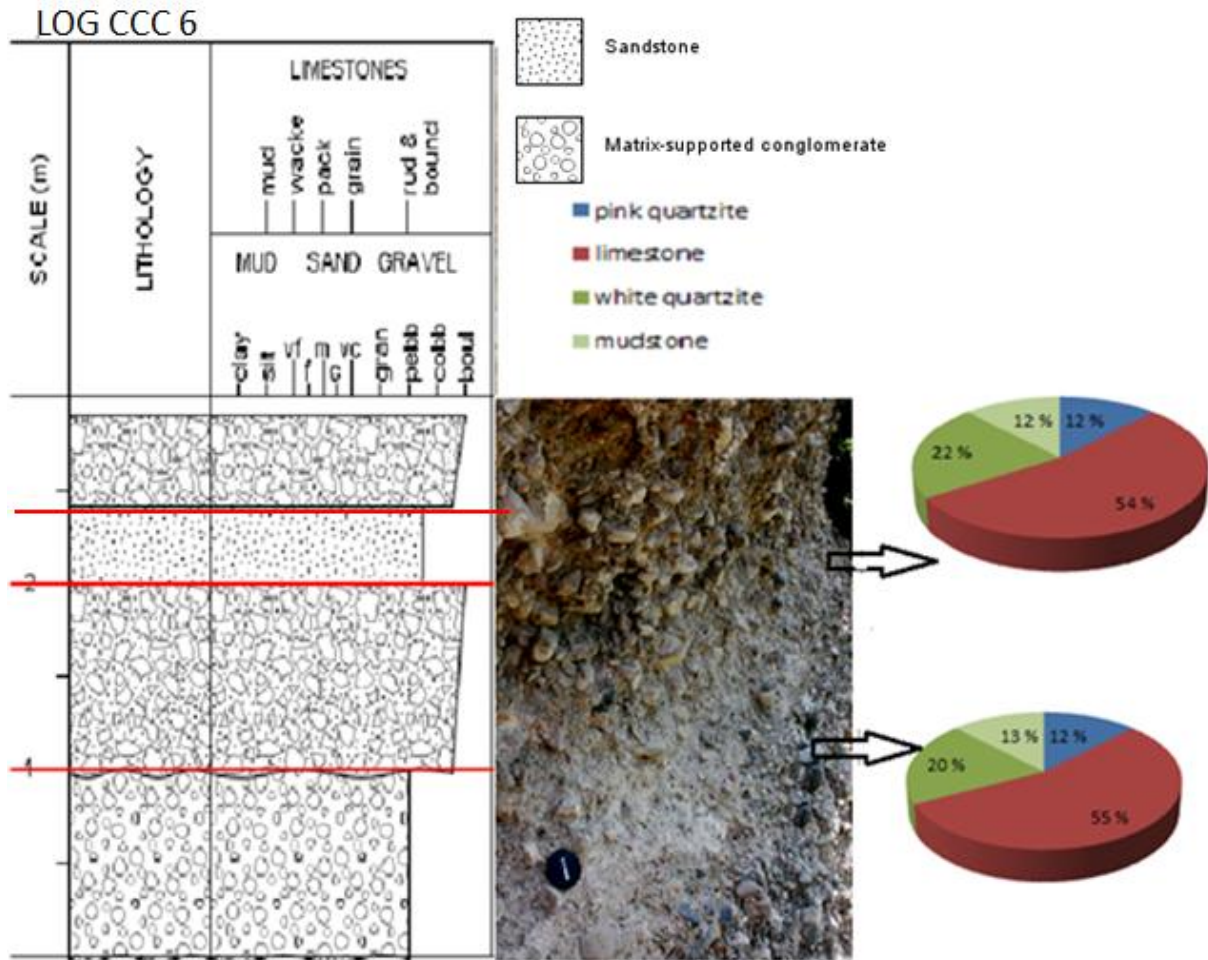 LOG CCC 6
SCALE (m)
LITHOLOGY
LIMESTONES
mud
wacke
pack
grain
rud &
bound
MUD SAND GRAVEL
clay
silt
vf
f
m
c
vc
gran
pebb
cobb
boul
2
1
Sandstone
Matrix-supported conglomerate
pink quartzite
limestone
white quartzite
mudstone
12 %
12 %
22 %
54 %
13 %
12 %
20 %
55 %